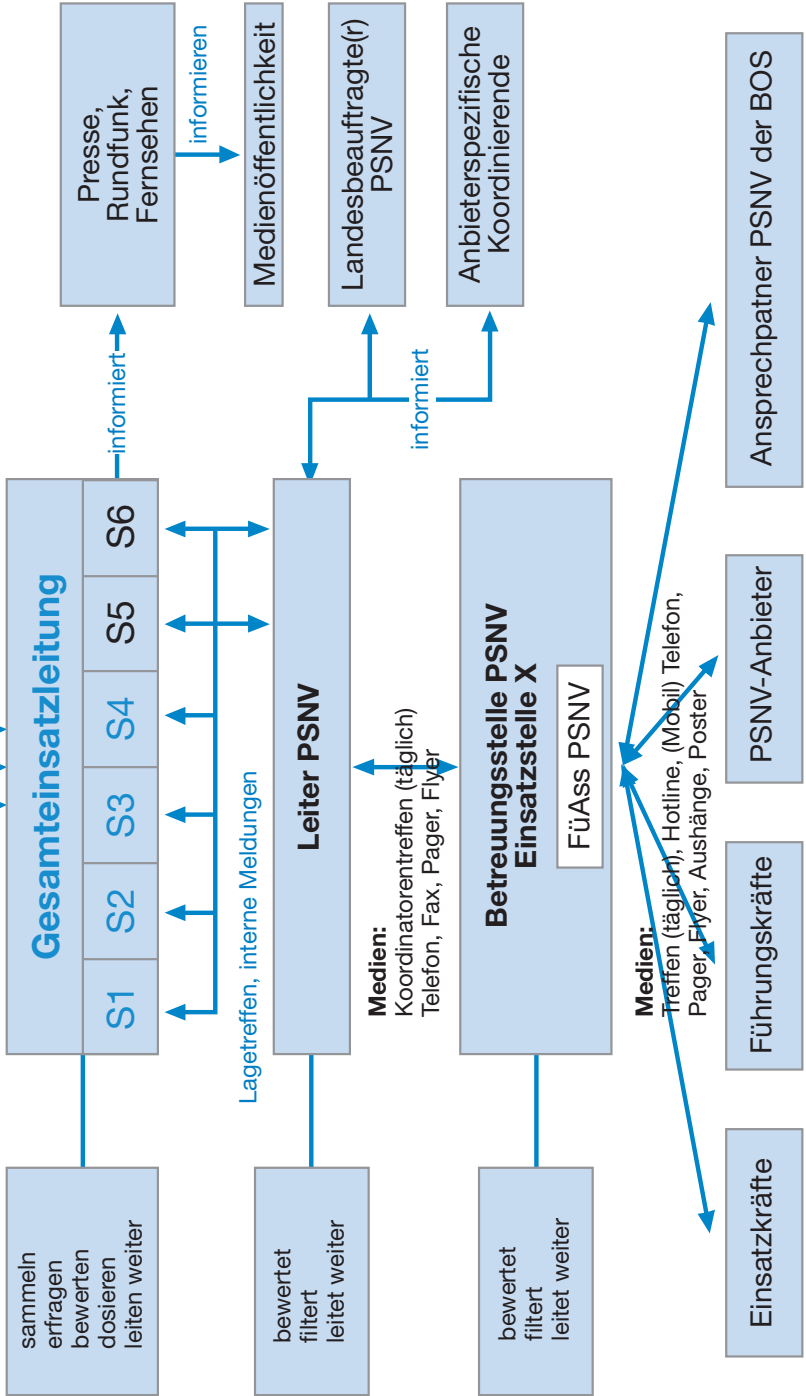 sammeln
erfragen
bewerten
dosieren
leiten weiter
Gesamteinsatzleitung
S1 S2 S3 S4 S5 S6
informiert
Presse,
Rundfunk,
Fernsehen
informieren
Medienöffentlichkeit
Lagetreffen, interne Meldungen
bewertet
filtert
leitet weiter
Leiter PSNV
informiert
Landesbeauftragte(r)
PSNV
Anbieterspezifische
Koordinierende
Medien:
Koordinatorentreffen (täglich)
Telefon, Fax, Pager, Flyer
bewertet
filtert
leitet weiter
Betreuungsstelle PSNV
Einsatzstelle X
FüAss PSNV
Medien:
Treffen (täglich), Hotline, (Mobil) Telefon,
Pager, Flyer, Aushänge, Poster
Einsatzkräfte
Führungskräfte
PSNV-Anbieter
Ansprechpatner PSNV der BOS